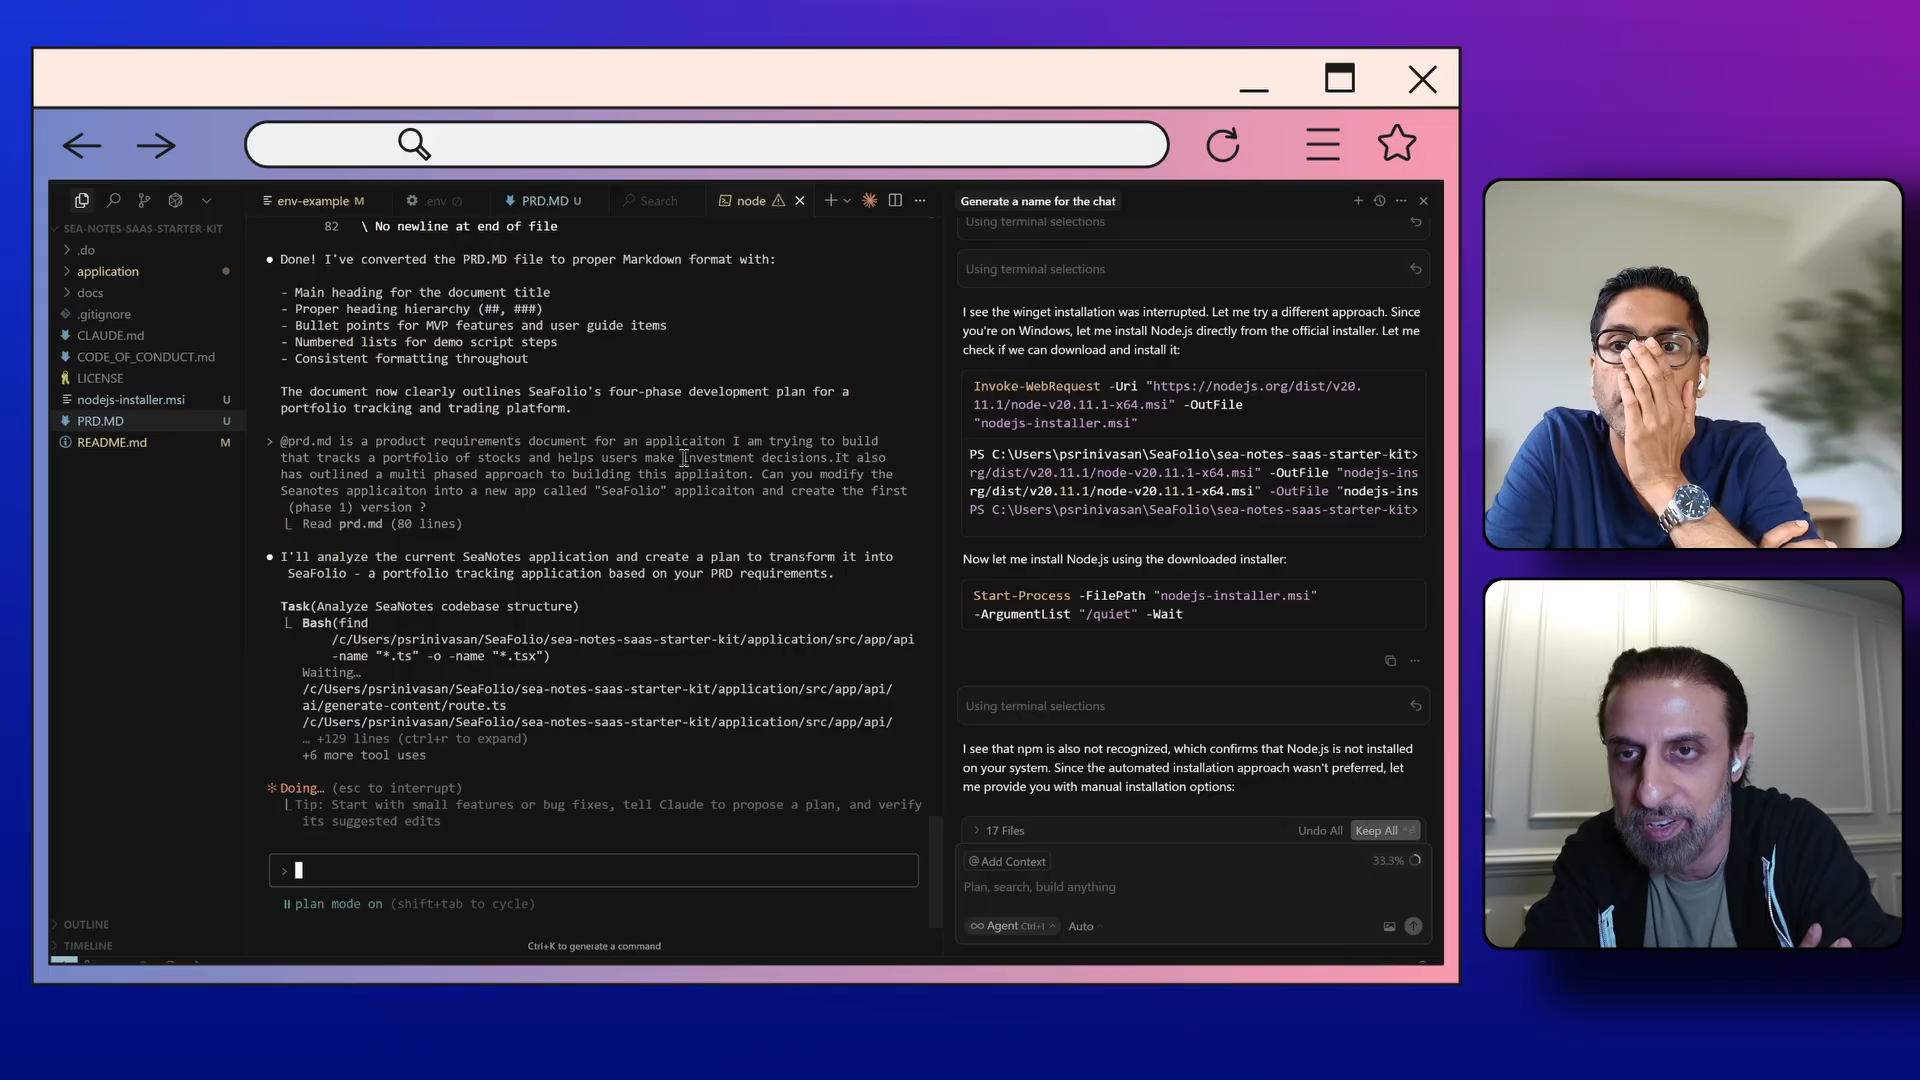 SEA-NOTES-SAAS-STARTER-KIT
.do
application
docs
.gitignore
CLAUDE.md
CODE_OF_CONDUCT.md
LICENSE
nodejs-installer.msi U
PRD.MD U
README.md M
OUTLINE
TIMELINE
env-example M
.env
PRD.MD U
Search
node
82 \ No newline at end of file
Done! I've converted the PRD.MD file to proper Markdown format with:
- Main heading for the document title
- Proper heading hierarchy (##, ###)
- Bullet points for MVP features and user guide items
- Numbered lists for demo script steps
- Consistent formatting throughout
The document now clearly outlines SeaFolio's four-phase development plan for a
portfolio tracking and trading platform.
> @prd.md is a product requirements document for an applicaiton I am trying to build
that tracks a portfolio of stocks and helps users make investment decisions.It also
has outlined a multi phased approach to building this appliaiton. Can you modify the
Seanotes applicaiton into a new app called "SeaFolio" applicaiton and create the first
(phase 1) version ?
Read prd.md (80 lines)
I'll analyze the current SeaNotes application and create a plan to transform it into
SeaFolio - a portfolio tracking application based on your PRD requirements.
Task(Analyze SeaNotes codebase structure)
Bash(find
/c/Users/psrinivasan/SeaFolio/sea-notes-saas-starter-kit/application/src/app/api
-name "*.ts" -o -name "*.tsx")
Waiting…
/c/Users/psrinivasan/SeaFolio/sea-notes-saas-starter-kit/application/src/app/api/
ai/generate-content/route.ts
/c/Users/psrinivasan/SeaFolio/sea-notes-saas-starter-kit/application/src/app/api/
… +129 lines (ctrl+r to expand)
+6 more tool uses
Doing… (esc to interrupt)
Tip: Start with small features or bug fixes, tell Claude to propose a plan, and verify
its suggested edits
>
plan mode on (shift+tab to cycle)
Ctrl+K to generate a command
Generate a name for the chat
Using terminal selections
Using terminal selections
I see the winget installation was interrupted. Let me try a different approach. Since
you're on Windows, let me install Node.js directly from the official installer. Let me
check if we can download and install it:
Invoke-WebRequest -Uri "https://nodejs.org/dist/v20.
11.1/node-v20.11.1-x64.msi" -OutFile
"nodejs-installer.msi"
PS C:\Users\psrinivasan\SeaFolio\sea-notes-saas-starter-kit>
rg/dist/v20.11.1/node-v20.11.1-x64.msi" -OutFile "nodejs-ins
rg/dist/v20.11.1/node-v20.11.1-x64.msi" -OutFile "nodejs-ins
PS C:\Users\psrinivasan\SeaFolio\sea-notes-saas-starter-kit>
Now let me install Node.js using the downloaded installer:
Start-Process -FilePath "nodejs-installer.msi"
-ArgumentList "/quiet" -Wait
Using terminal selections
I see that npm is also not recognized, which confirms that Node.js is not installed
on your system. Since the automated installation approach wasn't preferred, let
me provide you with manual installation options:
17 Files Undo All Keep All
@ Add Context 33.3%
Plan, search, build anything
Agent Ctrl+I Auto